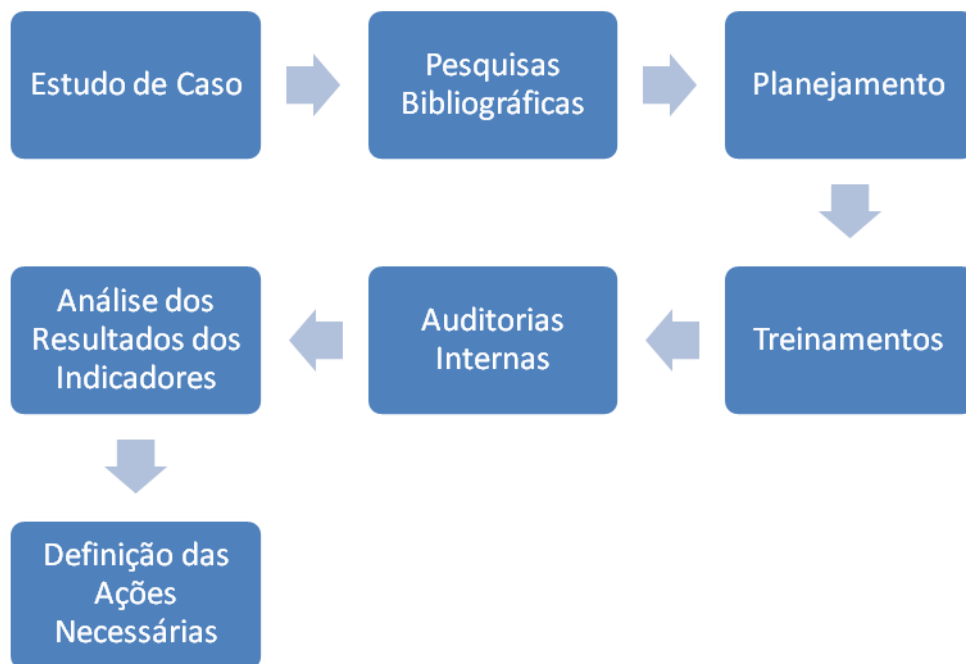 Estudo de Caso
Pesquisas
Bibliográficas
Planejamento
Treinamentos
Auditorias
Internas
Análise dos
Resultados dos
Indicadores
Definição das
Ações
Necessárias